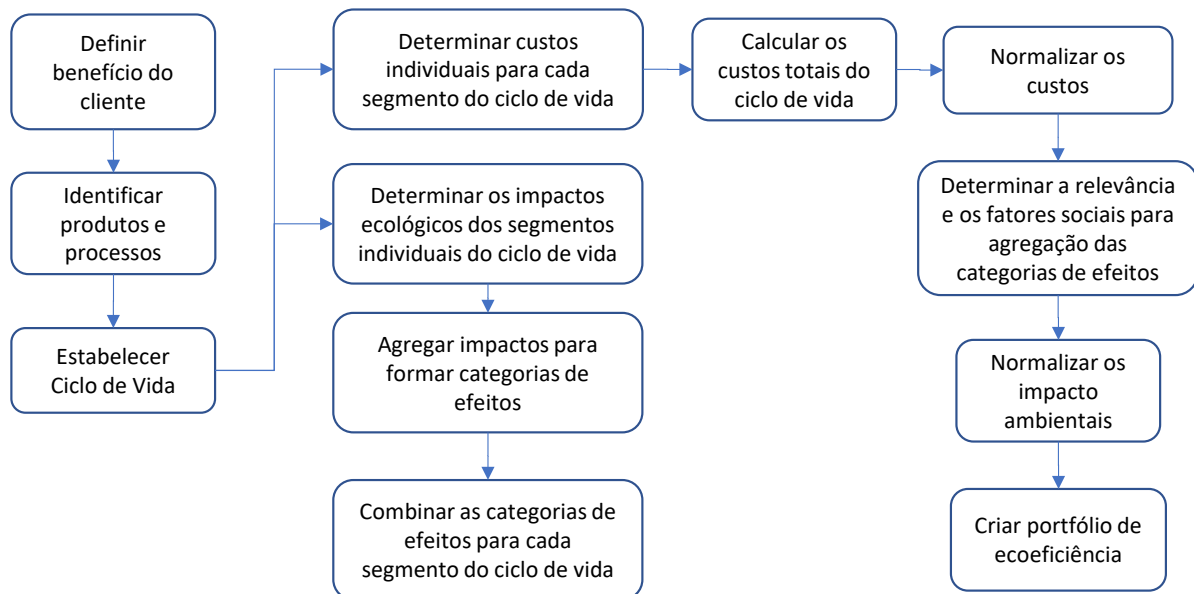 Definir
benefício do
cliente
Identificar
produtos e
processos
Estabelecer
Ciclo de Vida
Determinar custos
individuais para cada
segmento do ciclo de vida
Determinar os impactos
ecológicos dos segmentos
individuais do ciclo de vida
Agregar impactos para
formar categorias de
efeitos
Combinar as categorias de
efeitos para cada
segmento do ciclo de vida
Calcular os
custos totais do
ciclo de vida
Normalizar os
custos
Determinar a relevância
e os fatores sociais para
agregação das
categorias de efeitos
Normalizar os
impacto
ambientais
Criar portfólio de
ecoeficiência